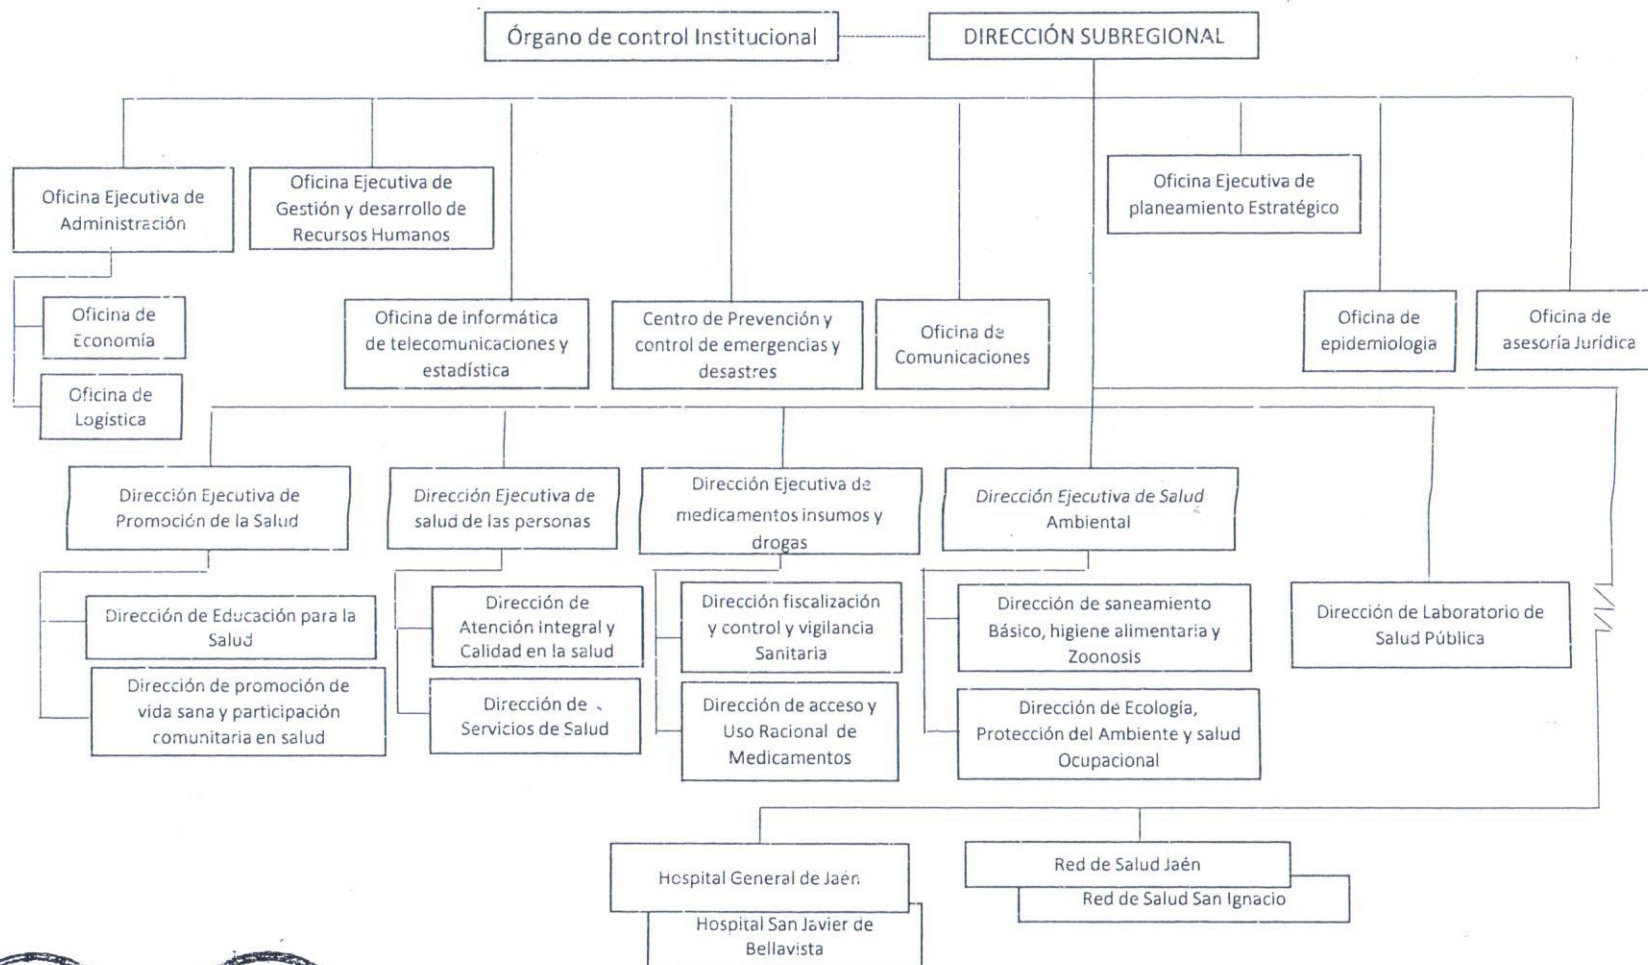 Órgano de control Institucional
DIRECCIÓN SUBREGIONAL
Oficina Ejecutiva de
Administración
Oficina Ejecutiva de
Gestión y desarrollo de
Recursos Humanos
Oficina Ejecutiva de
planeamiento Estratégico
Oficina de
Economía
Oficina de
Logística
Oficina de informática
de telecomunicaciones y
estadística
Centro de Prevención y
control de emergencias y
desastres
Oficina de
Comunicaciones
Oficina de
epidemiologia
Oficina de
asesoría Jurídica
Dirección Ejecutiva de
Promoción de la Salud
Dirección Ejecutiva de
salud de las personas
Dirección Ejecutiva de
medicamentos insumos y
drogas
Dirección Ejecutiva de Salud
Ambiental
Dirección de Educación para la
Salud
Dirección de promoción de
vida sana y participación
comunitaria en salud
Dirección de
Atención integral y
Calidad en la salud
Dirección de
Servicios de Salud
Dirección fiscalización
y control y vigilancia
Sanitaria
Dirección de acceso y
Uso Racional de
Medicamentos
Dirección de saneamiento
Básico, higiene alimentaria y
Zoonosis
Dirección de Ecología,
Protección del Ambiente y salud
Ocupacional
Dirección de Laboratorio de
Salud Pública
Hospital General de Jaén
Hospital San Javier de
Bellavista
Red de Salud Jaén
Red de Salud San Ignacio